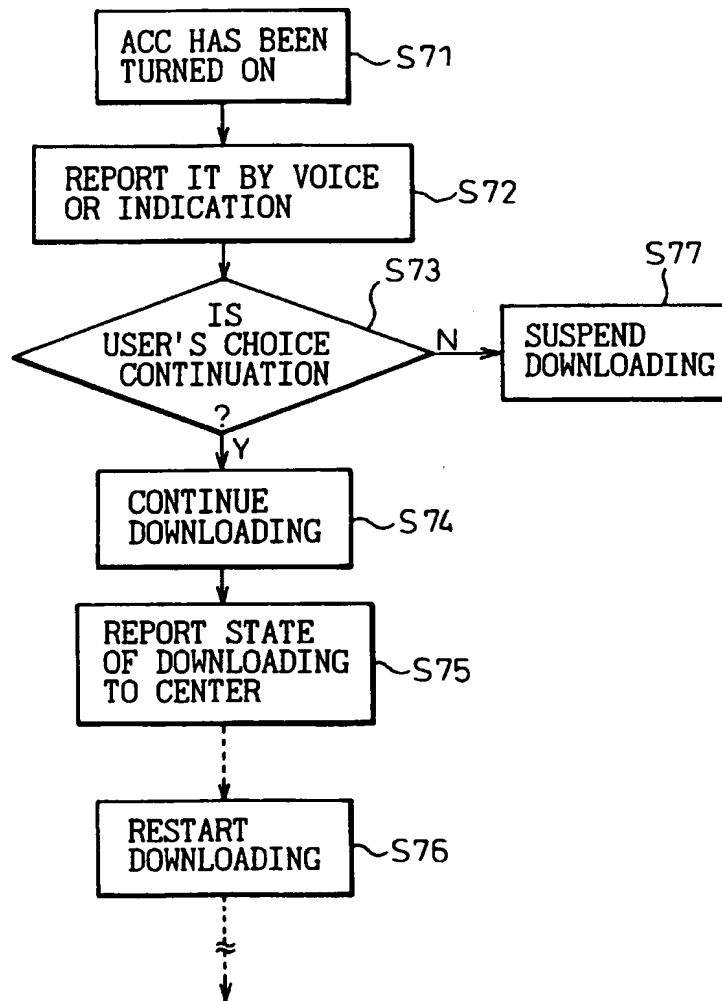 ACC HAS BEEN
TURNED ON
S71
REPORT IT BY VOICE
OR INDICATION
S72
IS
USER'S CHOICE
CONTINUATION
?
S73
N
SUSPEND
DOWNLOADING
S77
Y
CONTINUE
DOWNLOADING
S74
REPORT STATE
OF DOWNLOADING
TO CENTER
S75
RESTART
DOWNLOADING
S76